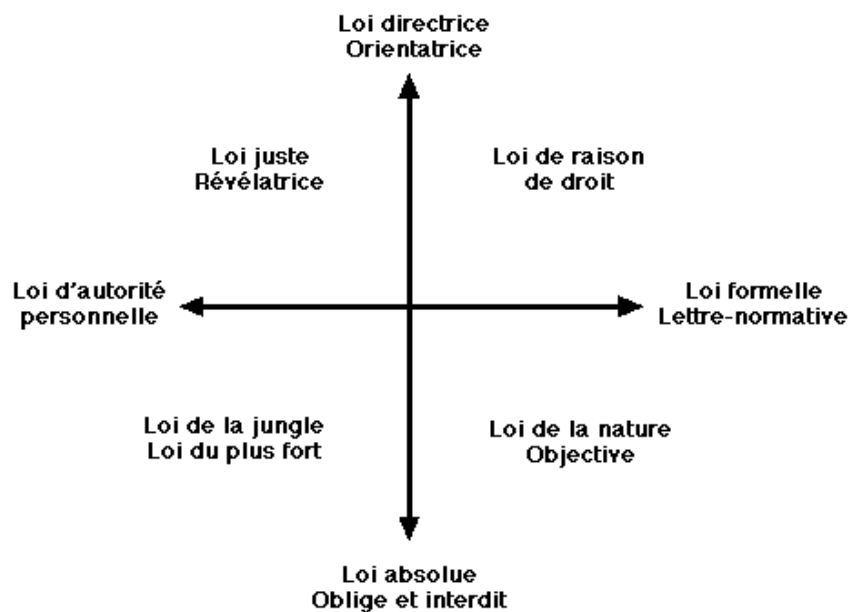 Loi directrice
Orientatrice
Loi juste
Révélatrice
Loi de raison
de droit
Loi d'autorité
personnelle
Loi formelle
Lettre-normative
Loi de la jungle
Loi du plus fort
Loi de la nature
Objective
Loi absolue
Oblige et interdit